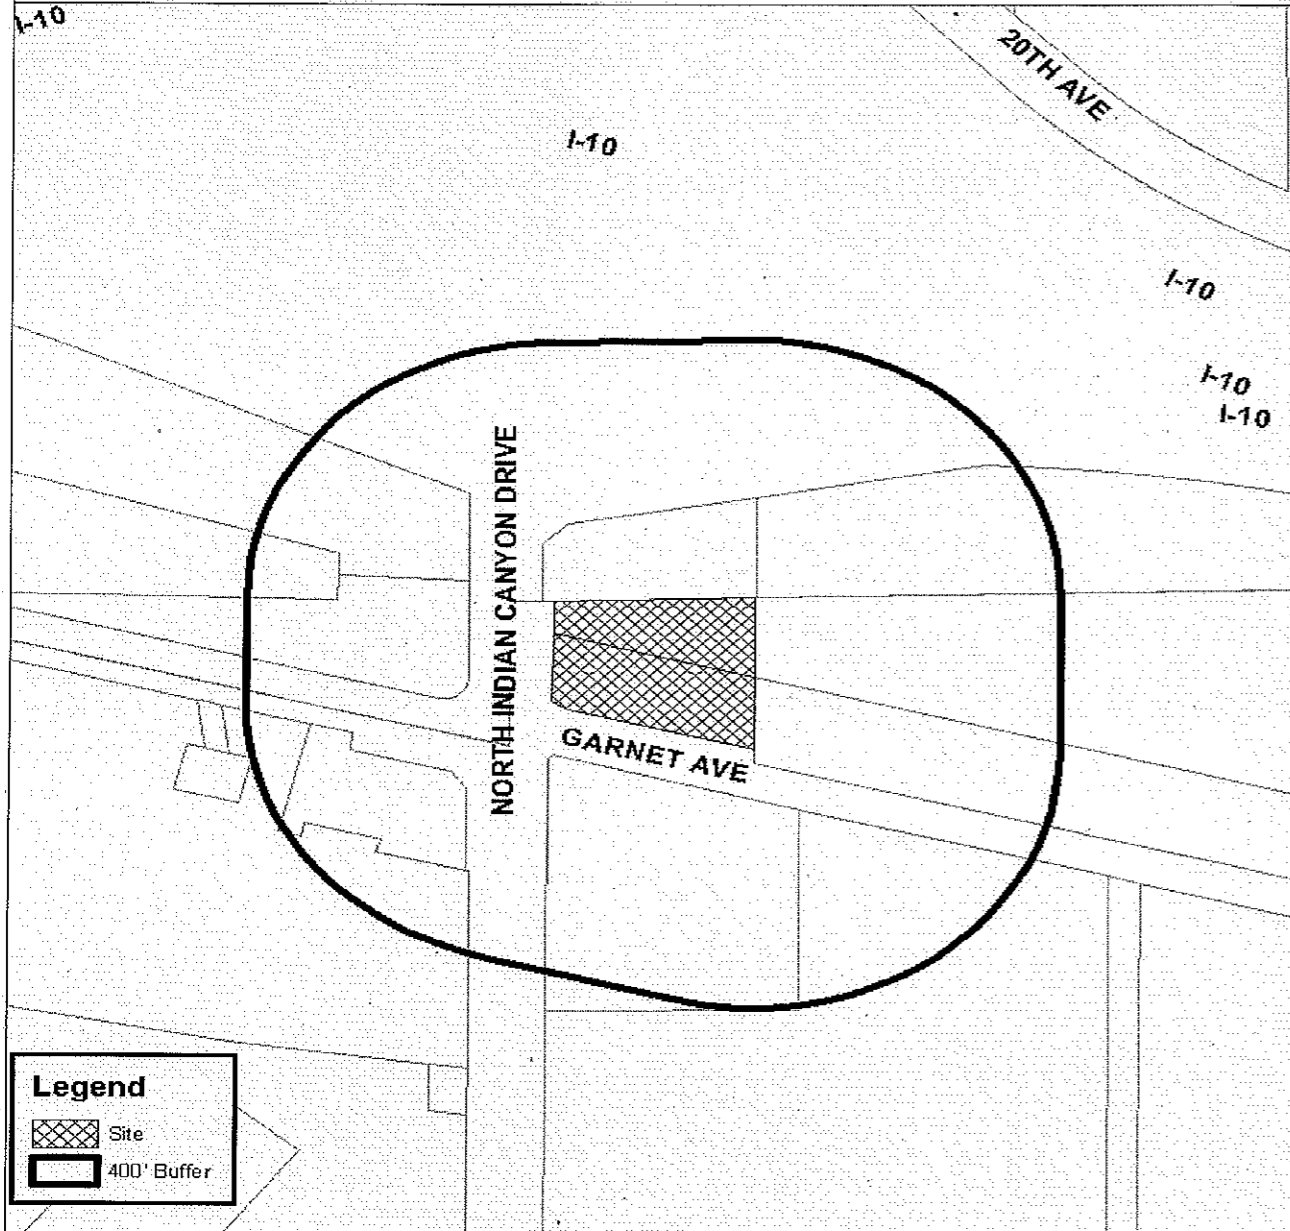 I-10
20TH AVE
I-10
I-10
I-10
I-10
NORTH INDIAN CANYON DRIVE
GARNET AVE
Legend
Site
400' Buffer